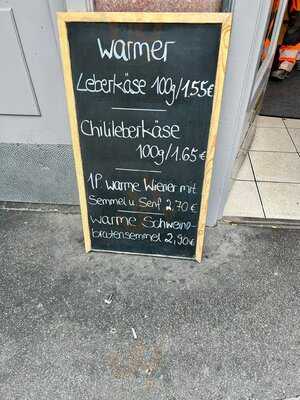 warmer
Leberkäse 100g/1.55€
Chilileberkäse
100g/1.65€
1P. warme Wiener mit
Semmel u. Senf 2,70€
warme Schweine-
bratensemmel 2,90€